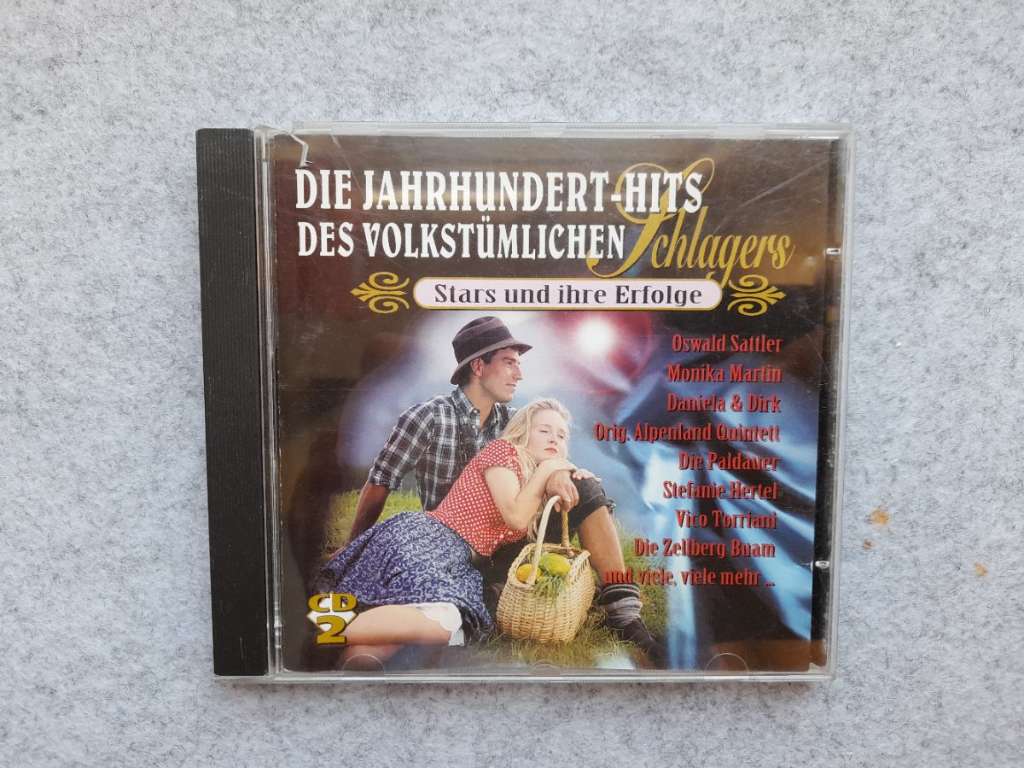 DIE JAHRHUNDERT-HITS
DES VOLKSTÜMLICHEN Schlagers
Stars und ihre Erfolge
Oswald Sattler
Monika Martin
Daniela & Dirk
Orig. Alpenland Quintett
Die Paldauer
Stefanie Hertel
Vico Torriani
Die Zellberg Buam
und viele, viele mehr ...
CD
2